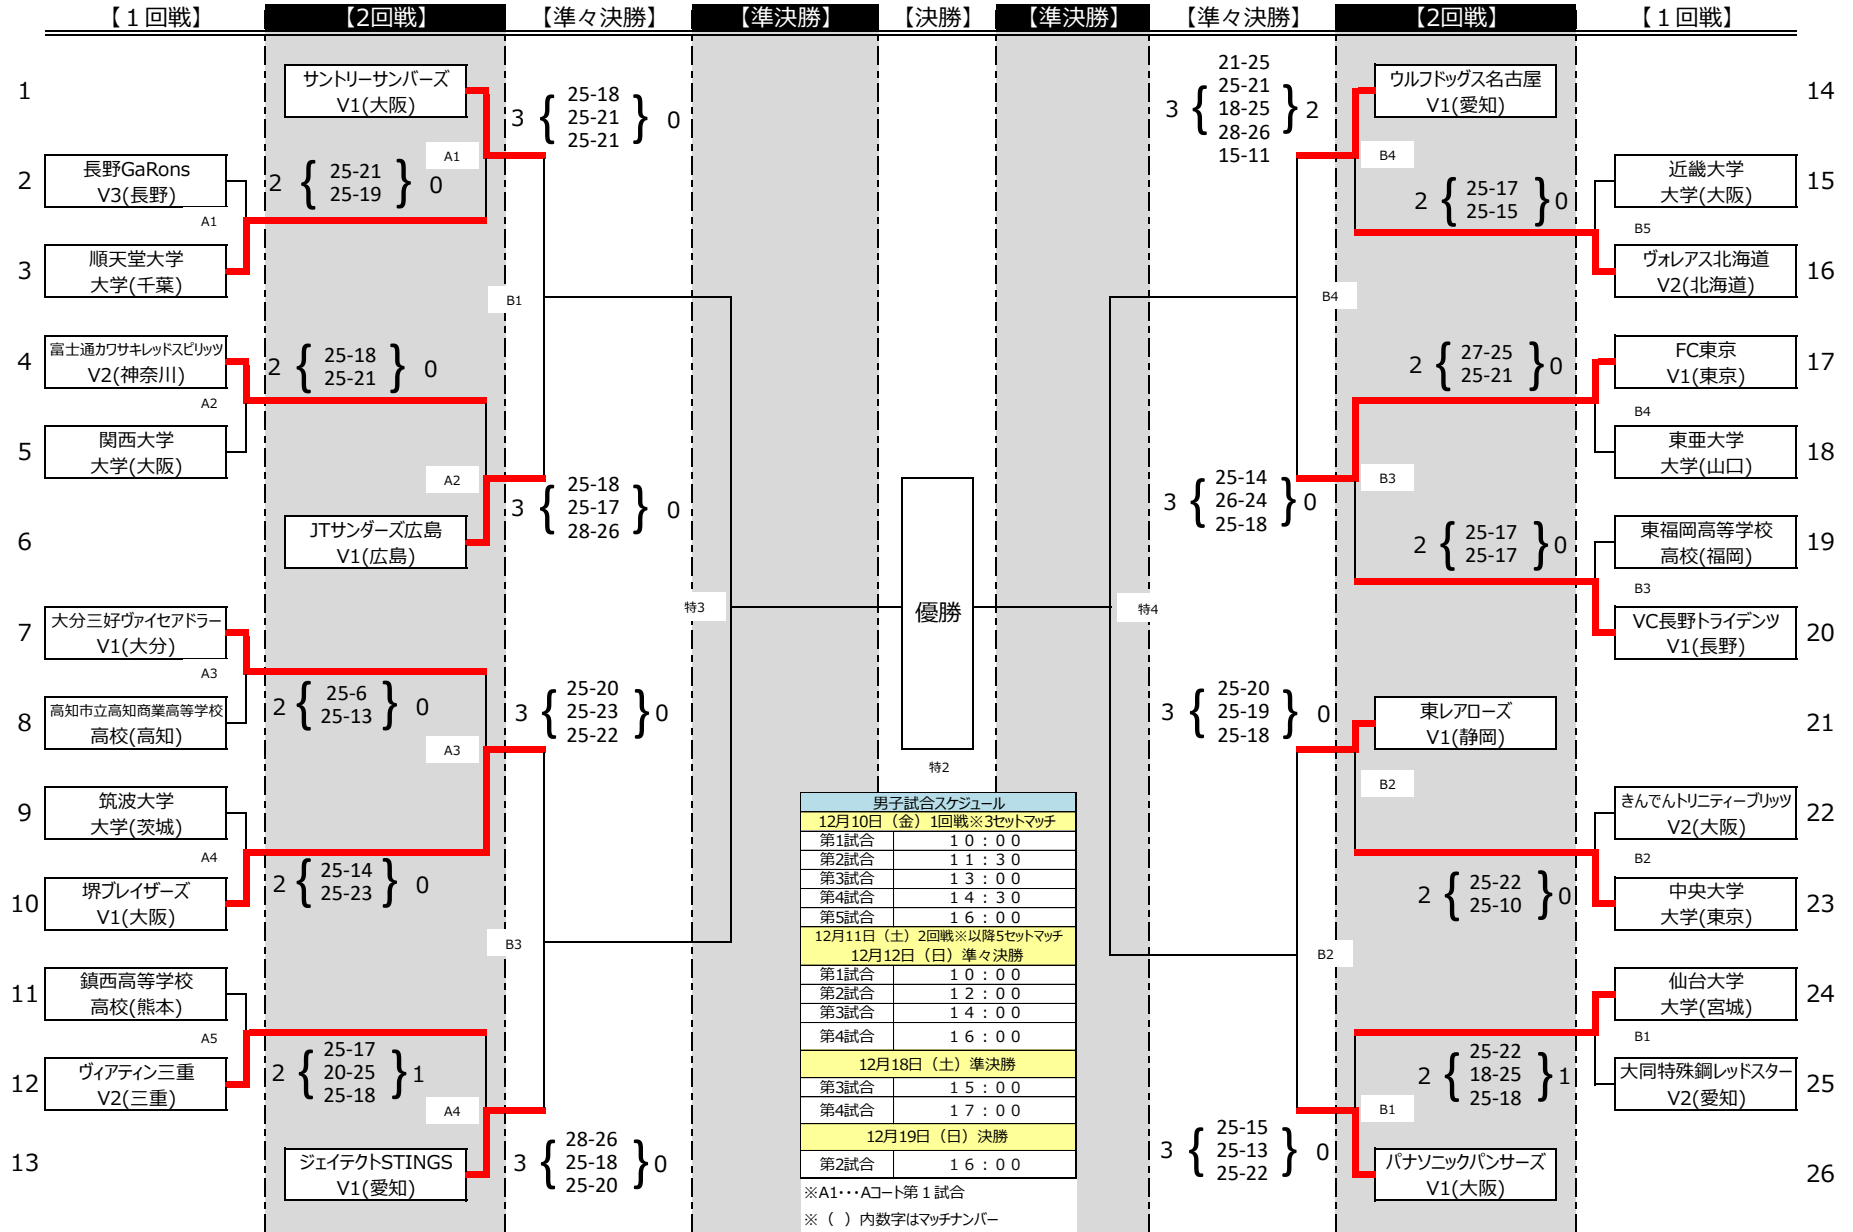 【１回戦】 【2回戦】 【準々決勝】 【準決勝】 【決勝】 【準決勝】 【準々決勝】 【2回戦】 【１回戦】
1
サントリーサンバーズ
V1(大阪)
3 { 25-18 } 0
25-21
25-21
A1
2
長野GaRons
V3(長野)
A1
2 { 25-21 } 0
25-19
3
順天堂大学
大学(千葉)
B1
4
富士通カワサキレッドスピリッツ
V2(神奈川)
A2
2 { 25-18 } 0
25-21
5
関西大学
大学(大阪)
A2
3 { 25-18 } 0
25-17
28-26
6
JTサンダーズ広島
V1(広島)
特3
7
大分三好ヴァイセアドラー
V1(大分)
A3
2 { 25-6 } 0
25-13
8
高知市立高知商業高等学校
高校(高知)
A3
3 { 25-20 } 0
25-23
25-22
9
筑波大学
大学(茨城)
A4
2 { 25-14 } 0
25-23
10
堺ブレイザーズ
V1(大阪)
B3
11
鎮西高等学校
高校(熊本)
A5
2 { 25-17 } 1
20-25
25-18
12
ヴィアティン三重
V2(三重)
A4
3 { 28-26 } 0
25-18
25-20
13
ジェイテクトSTINGS
V1(愛知)
優勝
特2
男子試合スケジュール
12月10日（金）1回戦※3セットマッチ
第1試合 １０：００
第2試合 １１：３０
第3試合 １３：００
第4試合 １４：３０
第5試合 １６：００
12月11日（土）2回戦※以降5セットマッチ
12月12日（日）準々決勝
第1試合 １０：００
第2試合 １２：００
第3試合 １４：００
第4試合 １６：００
12月18日（土）準決勝
第3試合 １５：００
第4試合 １７：００
12月19日（日）決勝
第2試合 １６：００
※A1・・・Aコート第１試合
※（　）内数字はマッチナンバー
21-25
25-21
3 { 18-25 } 2
28-26
15-11
ウルフドッグス名古屋
V1(愛知)
14
B4
2 { 25-17 } 0
25-15
近畿大学
大学(大阪)
15
B5
ヴォレアス北海道
V2(北海道)
16
B4
2 { 27-25 } 0
25-21
FC東京
V1(東京)
17
B4
東亜大学
大学(山口)
18
3 { 25-14 } 0
26-24
25-18
B3
2 { 25-17 } 0
25-17
東福岡高等学校
高校(福岡)
19
B3
特4
VC長野トライデンツ
V1(長野)
20
3 { 25-20 } 0
25-19
25-18
東レアローズ
V1(静岡)
21
B2
きんでんトリニティーブリッツ
V2(大阪)
22
B2
2 { 25-22 } 0
25-10
中央大学
大学(東京)
23
B2
仙台大学
大学(宮城)
24
B1
2 { 25-22 } 1
18-25
25-18
大同特殊鋼レッドスター
V2(愛知)
25
B1
3 { 25-15 } 0
25-13
25-22
パナソニックパンサーズ
V1(大阪)
26